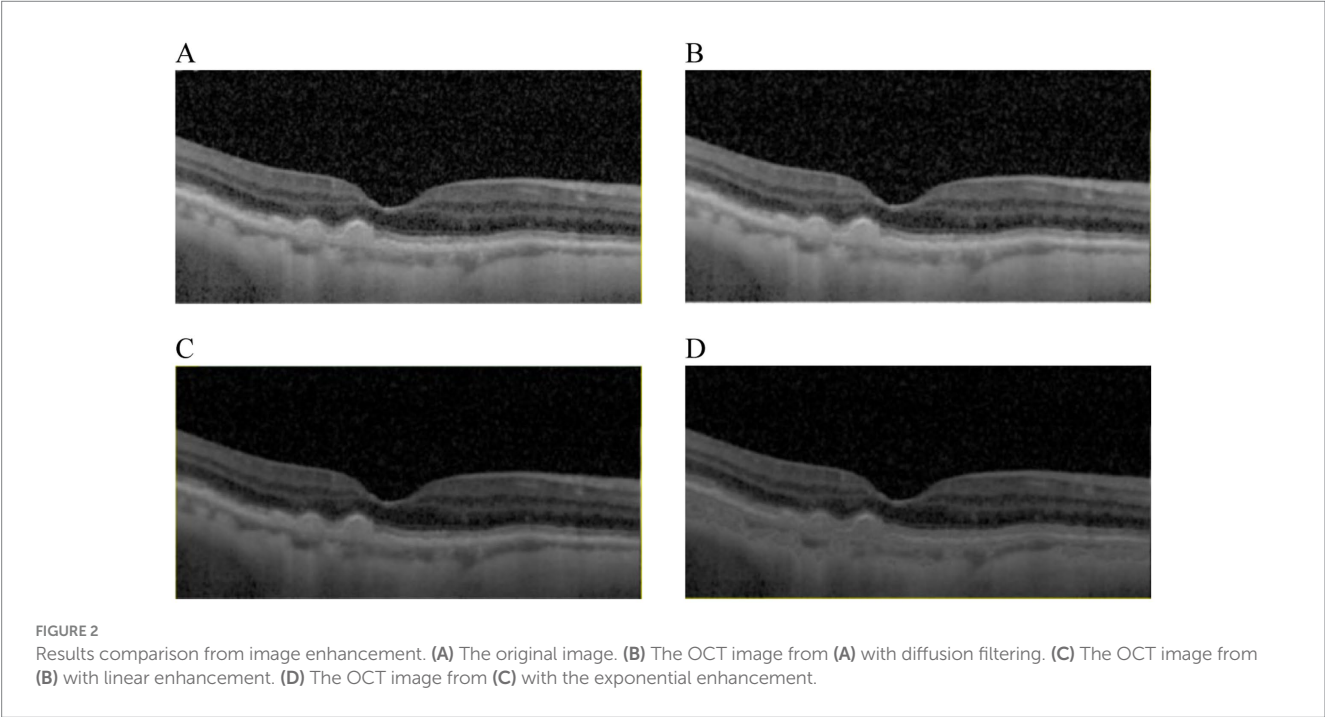 A
B
C
D
FIGURE 2
Results comparison from image enhancement. (A) The original image. (B) The OCT image from (A) with diffusion filtering. (C) The OCT image from
(B) with linear enhancement. (D) The OCT image from (C) with the exponential enhancement.